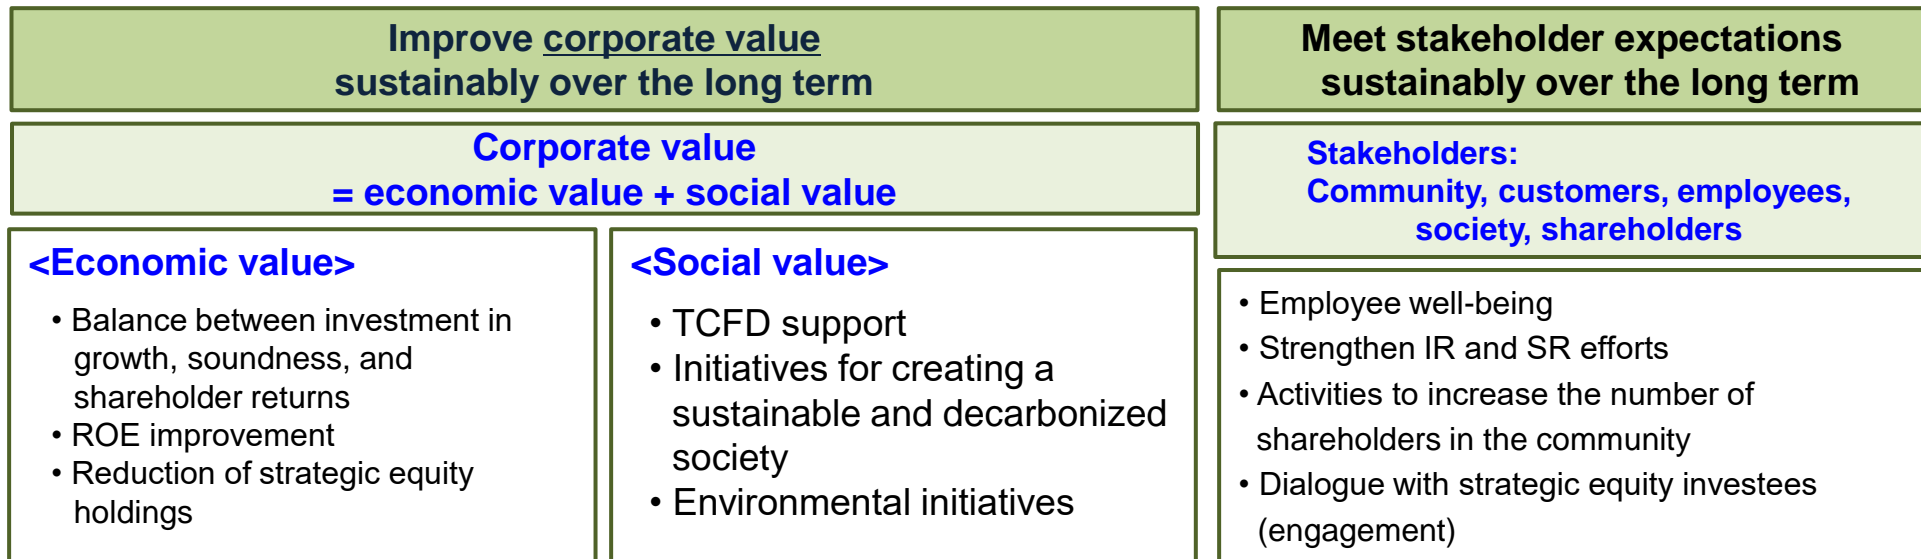 Improve corporate value
sustainably over the long term
Corporate value
= economic value + social value
<Economic value>
• Balance between investment in
growth, soundness, and
shareholder returns
• ROE improvement
• Reduction of strategic equity
holdings
<Social value>
• TCFD support
• Initiatives for creating a
sustainable and decarbonized
society
• Environmental initiatives
Meet stakeholder expectations
sustainably over the long term
Stakeholders:
Community, customers, employees,
society, shareholders
• Employee well-being
• Strengthen IR and SR efforts
• Activities to increase the number of
shareholders in the community
• Dialogue with strategic equity investees
(engagement)